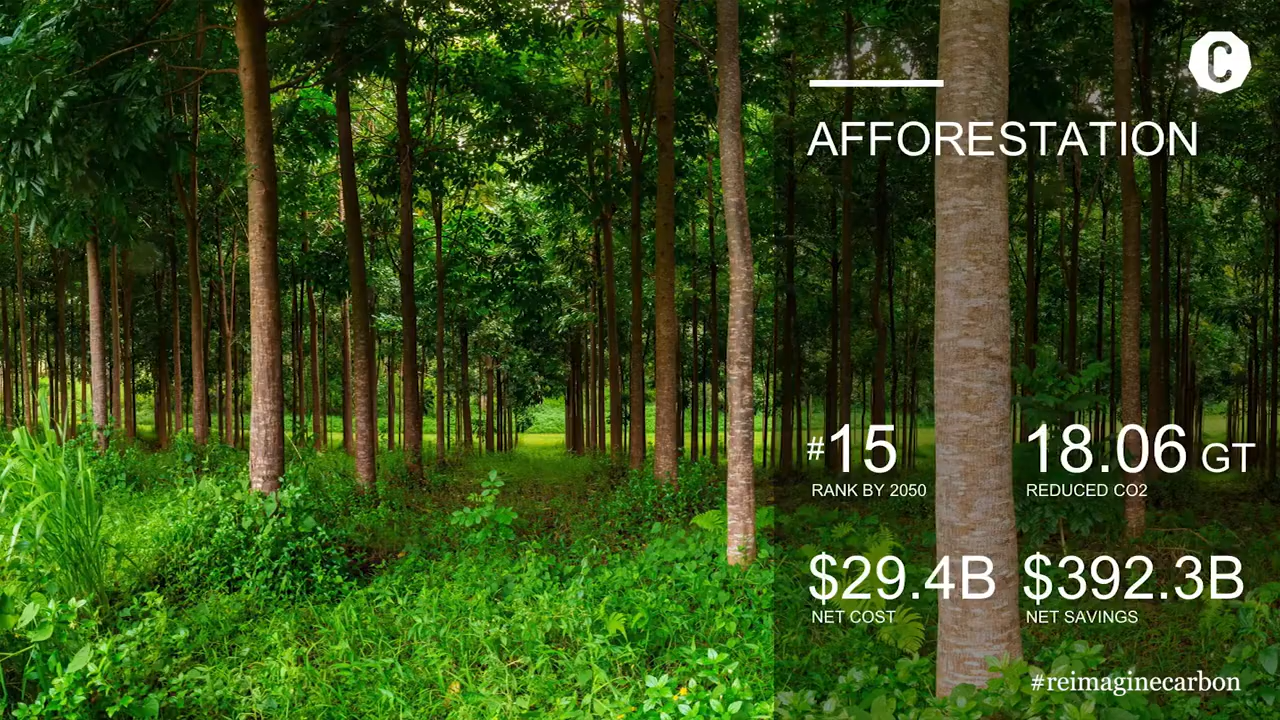 C
AFFORESTATION
#15
RANK BY 2050
18.06 GT
REDUCED CO2
$29.4B
NET COST
$392.3B
NET SAVINGS
#reimaginecarbon